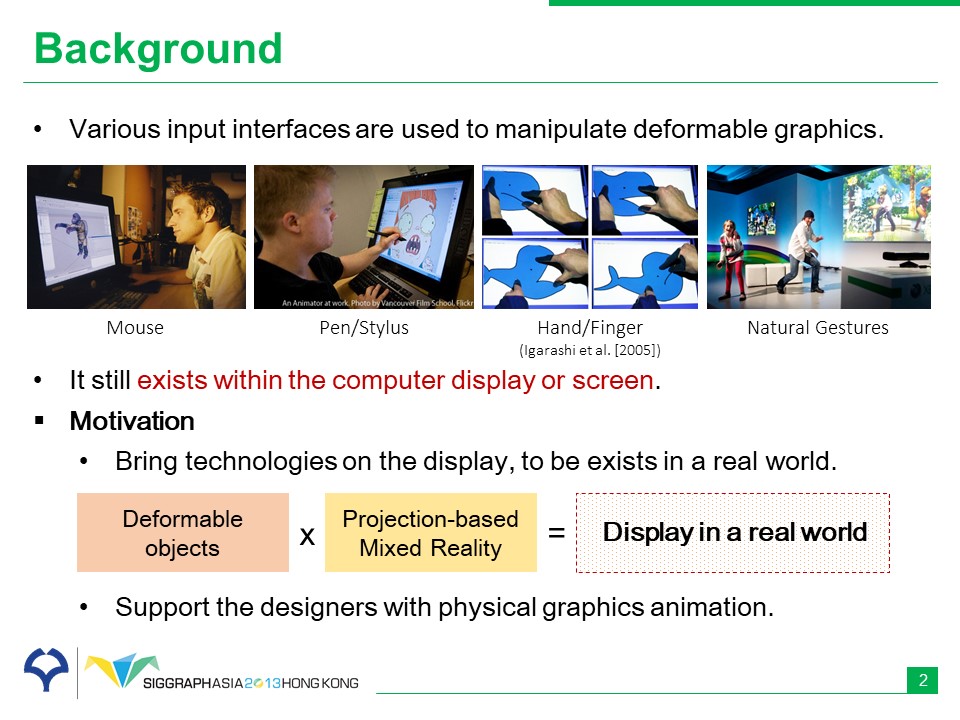 Background
• Various input interfaces are used to manipulate deformable graphics.
An Animator at work. Photo by Vancouver Film School, Flickr
Mouse
Pen/Stylus
Hand/Finger
(Igarashi et al. [2005])
Natural Gestures
• It still exists within the computer display or screen.
▪ Motivation
• Bring technologies on the display, to be exists in a real world.
Deformable
objects
x
Projection-based
Mixed Reality
=
Display in a real world
• Support the designers with physical graphics animation.
SIGGRAPHASIA2013HONG KONG
2